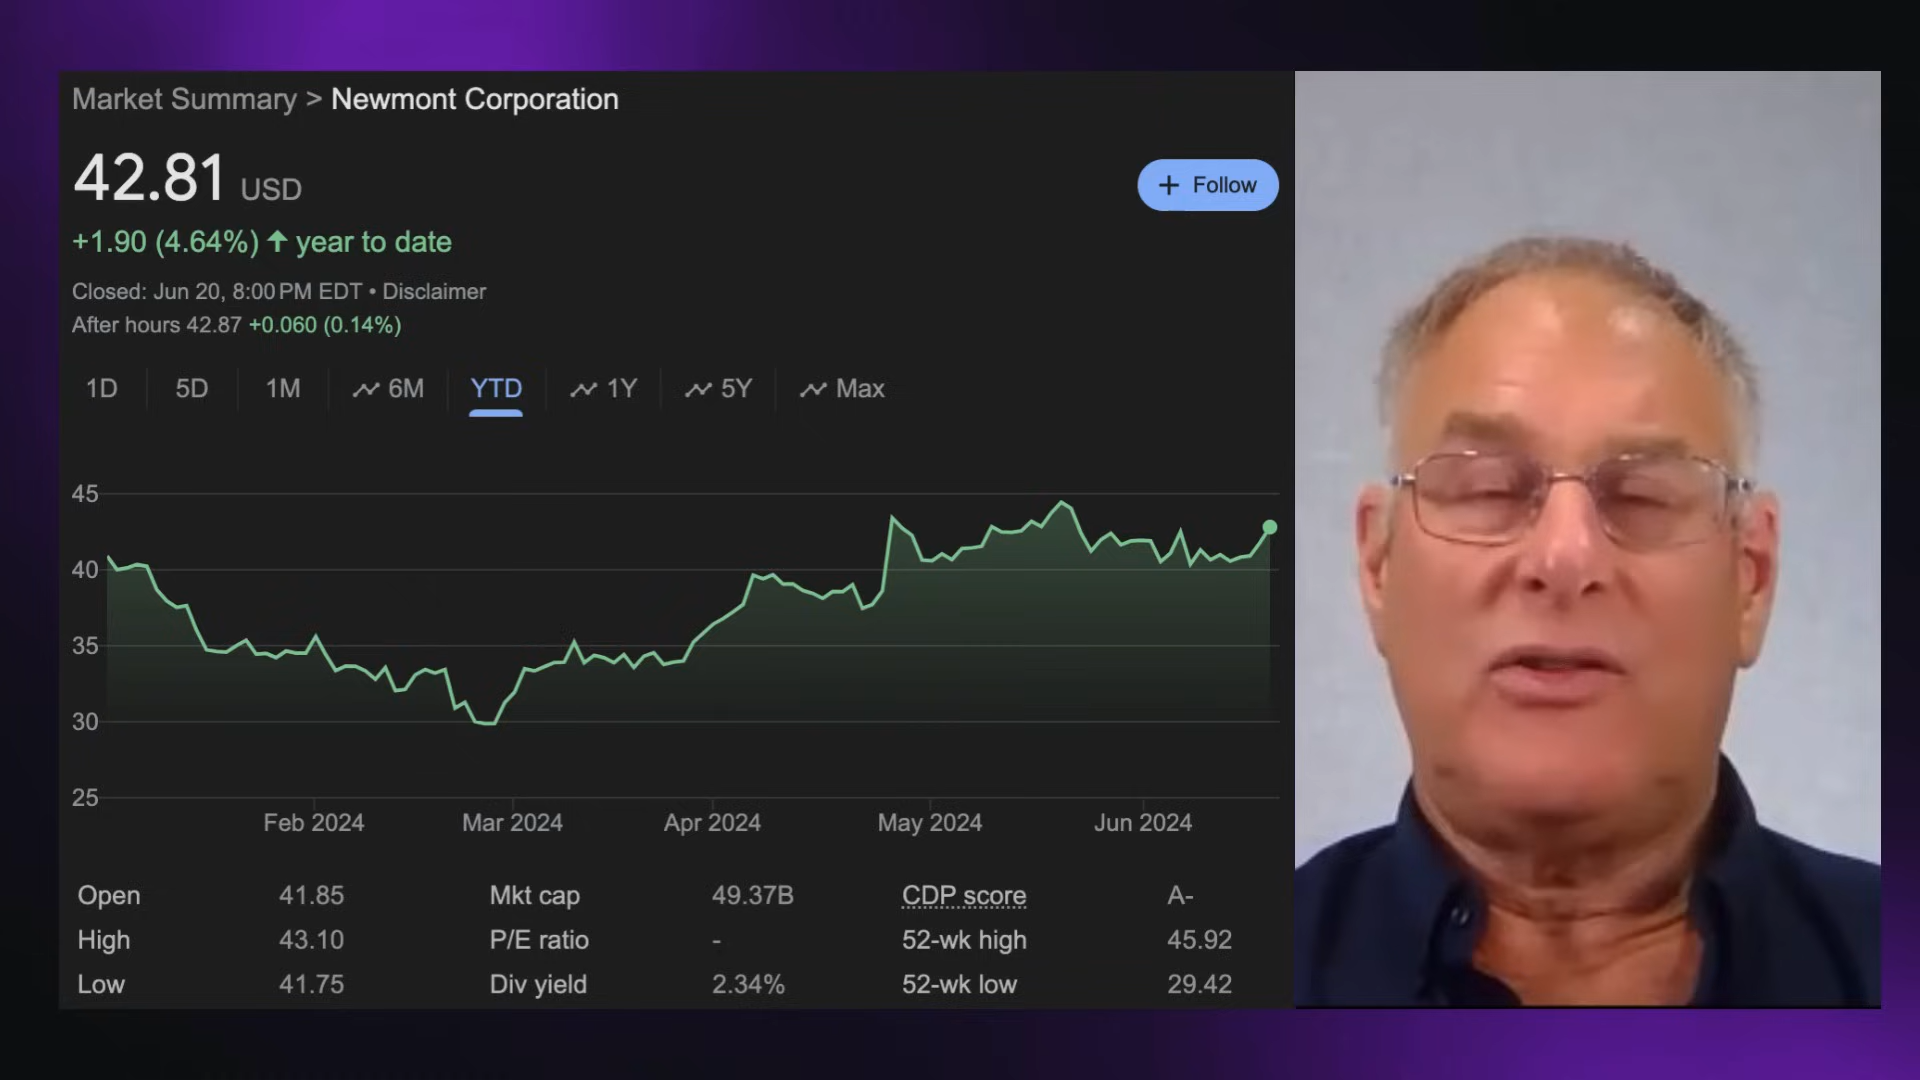 Market Summary > Newmont Corporation
42.81 USD
+ Follow
+1.90 (4.64%) ↑ year to date
Closed: Jun 20, 8:00 PM EDT • Disclaimer
After hours 42.87 +0.060 (0.14%)
1D 5D 1M 6M YTD 1Y 5Y Max
45
40
35
30
25
Feb 2024 Mar 2024 Apr 2024 May 2024 Jun 2024
Open 41.85 Mkt cap 49.37B CDP score A-
High 43.10 P/E ratio - 52-wk high 45.92
Low 41.75 Div yield 2.34% 52-wk low 29.42